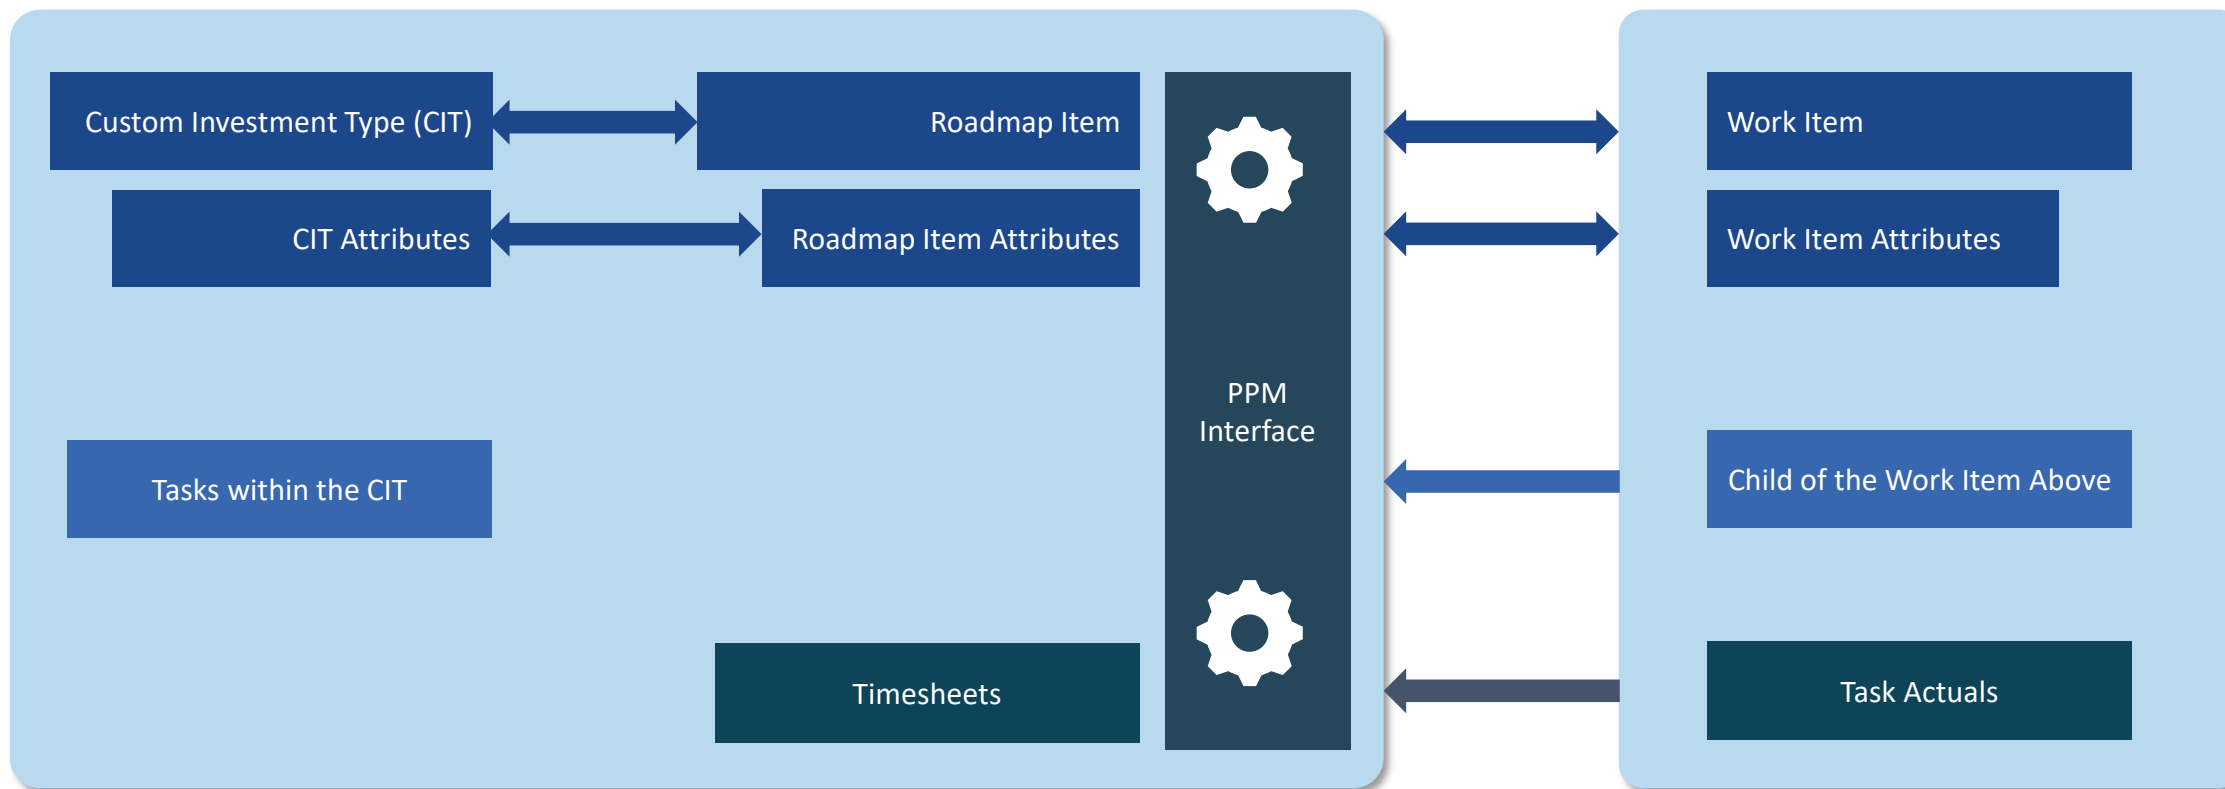 Custom Investment Type (CIT)
Roadmap Item
Work Item
CIT Attributes
Roadmap Item Attributes
Work Item Attributes
PPM
Interface
Tasks within the CIT
Child of the Work Item Above
Timesheets
Task Actuals